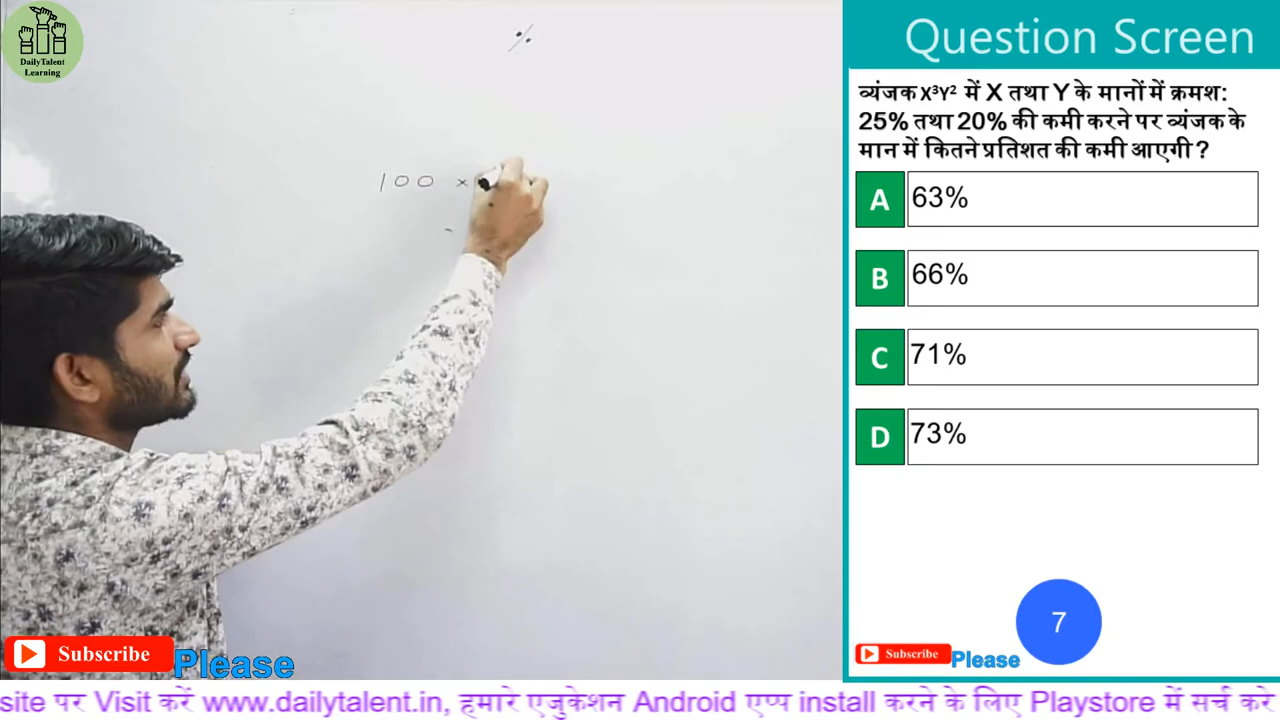 DailyTalent
Learning
%
100 ×
Question Screen
व्यंजक X³Y² में X तथा Y के मानों में क्रमश:
25% तथा 20% की कमी करने पर व्यंजक के
मान में कितने प्रतिशत की कमी आएगी ?
A 63%
B 66%
C 71%
D 73%
7
Subscribe Please
Subscribe Please
site पर Visit करें www.dailytalent.in, हमारे एजुकेशन Android एप्प install करने के लिए Playstore में सर्च करे